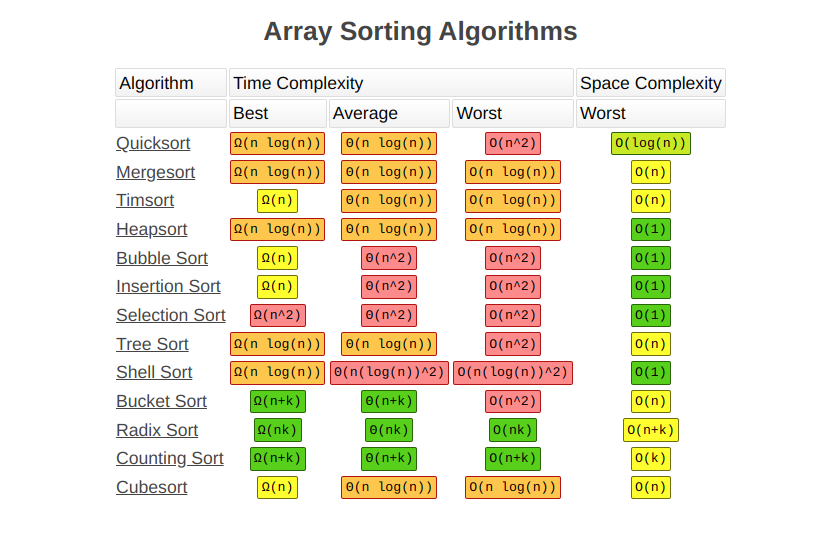 Array Sorting Algorithms
Algorithm Time Complexity Space Complexity
Best Average Worst Worst
Quicksort Ω(n log(n)) Θ(n log(n)) O(n^2) O(log(n))
Mergesort Ω(n log(n)) Θ(n log(n)) O(n log(n)) O(n)
Timsort Ω(n) Θ(n log(n)) O(n log(n)) O(n)
Heapsort Ω(n log(n)) Θ(n log(n)) O(n log(n)) O(1)
Bubble Sort Ω(n) Θ(n^2) O(n^2) O(1)
Insertion Sort Ω(n) Θ(n^2) O(n^2) O(1)
Selection Sort Ω(n^2) Θ(n^2) O(n^2) O(1)
Tree Sort Ω(n log(n)) Θ(n log(n)) O(n^2) O(n)
Shell Sort Ω(n log(n)) Θ(n(log(n))^2) O(n(log(n))^2) O(1)
Bucket Sort Ω(n+k) Θ(n+k) O(n^2) O(n)
Radix Sort Ω(nk) Θ(nk) O(nk) O(n+k)
Counting Sort Ω(n+k) Θ(n+k) O(n+k) O(k)
Cubesort Ω(n) Θ(n log(n)) O(n log(n)) O(n)